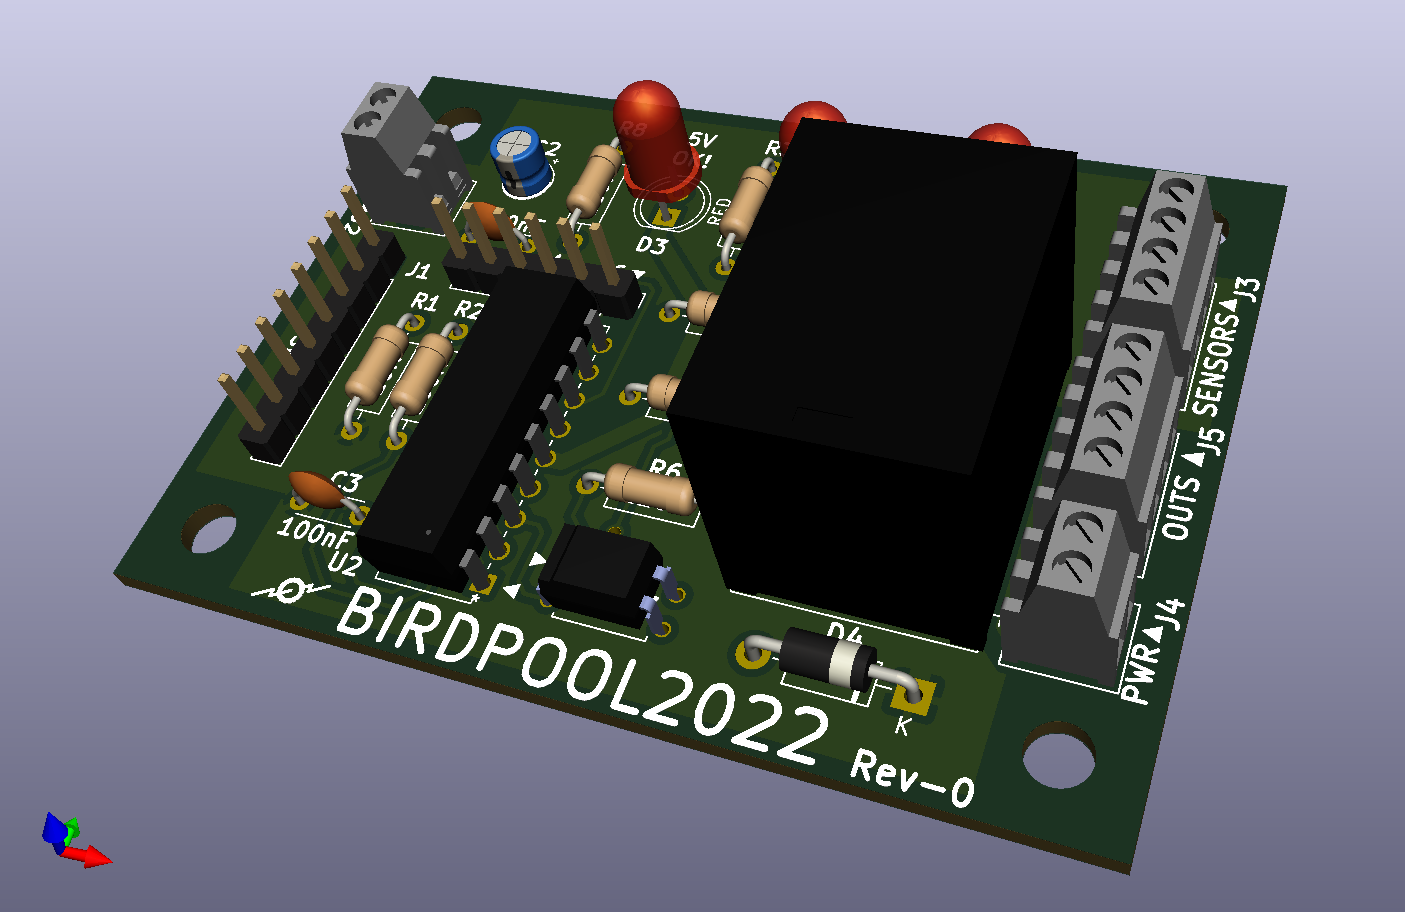 R8
C2
5V
OK!
RED
D3
J1
R1
R2
C3
100nF
U2
*
R6
D4
K
BIRDPOOL2022
Rev-0
SENSORS▲J3
OUTS ▲J5
PWR▲J4